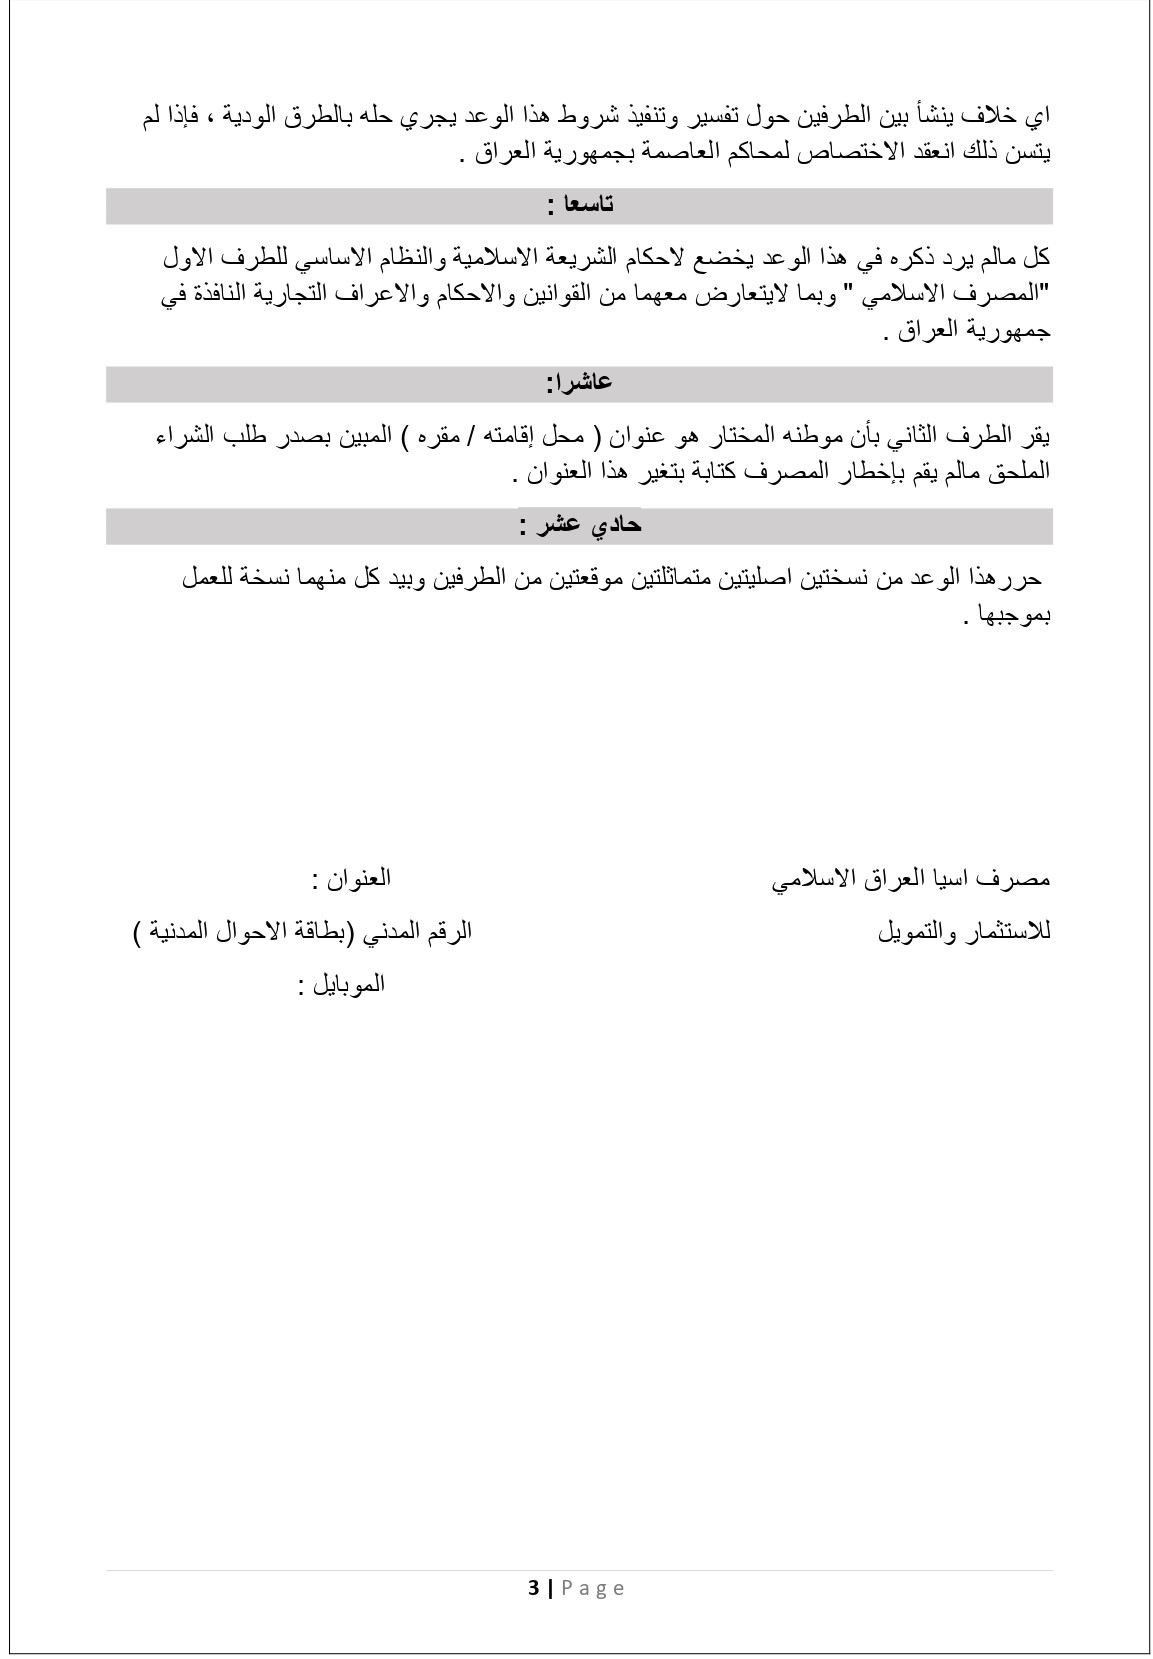 اي خلاف ينشأ بين الطرفين حول تفسير وتنفيذ شروط هذا الوعد يجري حله بالطرق الودية ، فإذا لم
يتسن ذلك انعقد الاختصاص لمحاكم العاصمة بجمهورية العراق .
تاسعا :
كل مالم يرد ذكره في هذا الوعد يخضع لاحكام الشريعة الاسلامية والنظام الاساسي للطرف الاول
"المصرف الاسلامي " وبما لايتعارض معهما من القوانين والاحكام والاعراف التجارية النافذة في
جمهورية العراق .
عاشرا:
يقر الطرف الثاني بأن موطنه المختار هو عنوان ( محل إقامته / مقره ) المبين بصدر طلب الشراء
الملحق مالم يقم بإخطار المصرف كتابة بتغير هذا العنوان .
حادي عشر :
حررهذا الوعد من نسختين اصليتين متماثلتين موقعتين من الطرفين وبيد كل منهما نسخة للعمل
بموجبها .
مصرف اسيا العراق الاسلامي العنوان :
للاستثمار والتمويل الرقم المدني (بطاقة الاحوال المدنية )
الموبايل :
3 | Page